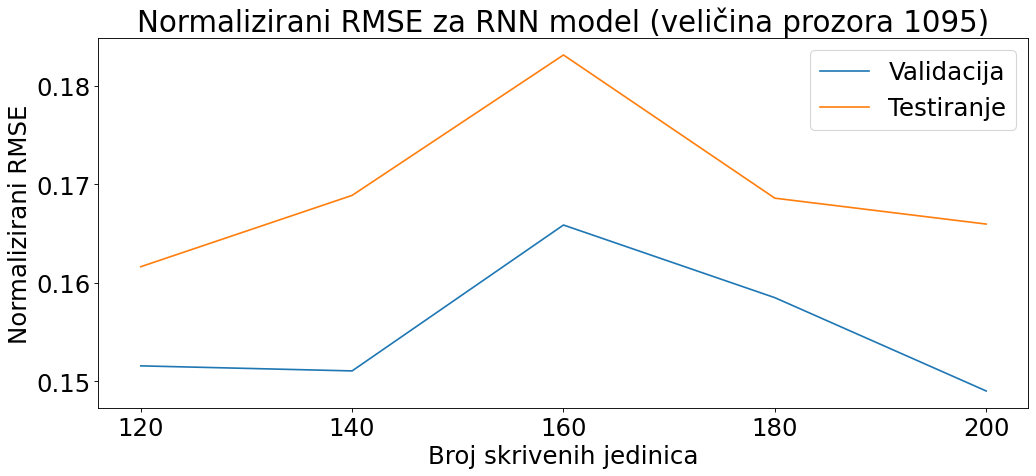 Normalizirani RMSE za RNN model (veličina prozora 1095)
Validacija
Testiranje
Normalizirani RMSE
0.18
0.17
0.16
0.15
120 140 160 180 200
Broj skrivenih jedinica